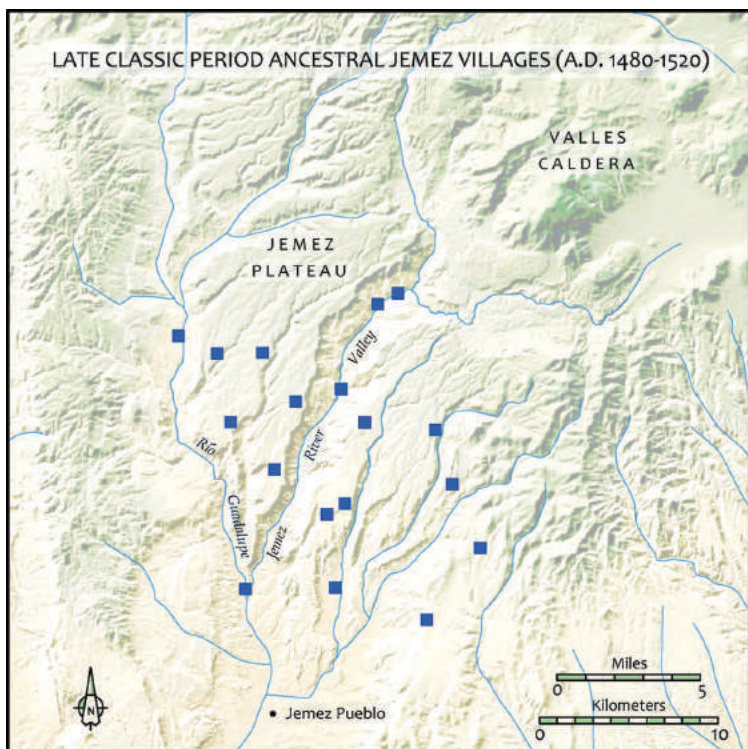 LATE CLASSIC PERIOD ANCESTRAL JEMEZ VILLAGES (A.D. 1480-1520)
VALLES
CALDERA
JEMEZ
PLATEAU
Jemez River Valley
Río Guadalupe
Miles
0 5
Kilometers
0 10
N
Jemez Pueblo